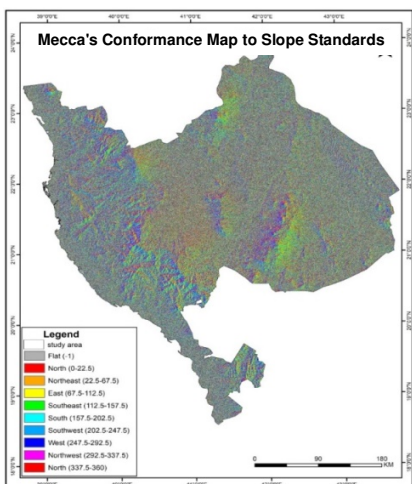 Mecca's Conformance Map to Slope Standards
39°0'0"E 40°0'0"E 41°0'0"E 42°0'0"E 43°0'0"E
Legend
study area
Flat (-1)
North (0-22.5)
Northeast (22.5-67.5)
East (67.5-112.5)
Southeast (112.5-157.5)
South (157.5-202.5)
Southwest (202.5-247.5)
West (247.5-292.5)
Northwest (292.5-337.5)
North (337.5-360)
0 90 180
KM